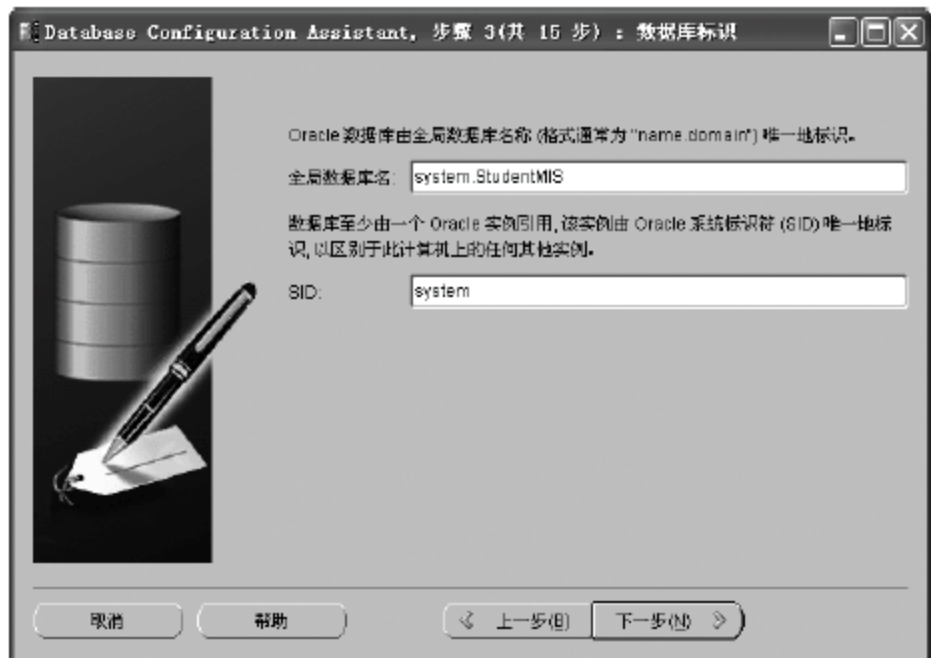 Database Configuration Assistant, 步骤 3(共 15 步) : 数据库标识
Oracle 数据库由全局数据库名称 (格式通常为 "name.domain") 唯一地标识。
全局数据库名: system.StudentMIS
数据库至少由一个 Oracle 实例引用, 该实例由 Oracle 系统标识符 (SID) 唯一地标
识, 以区别于此计算机上的任何其他实例。
SID: system
取消 帮助 上一步(B) 下一步(N)